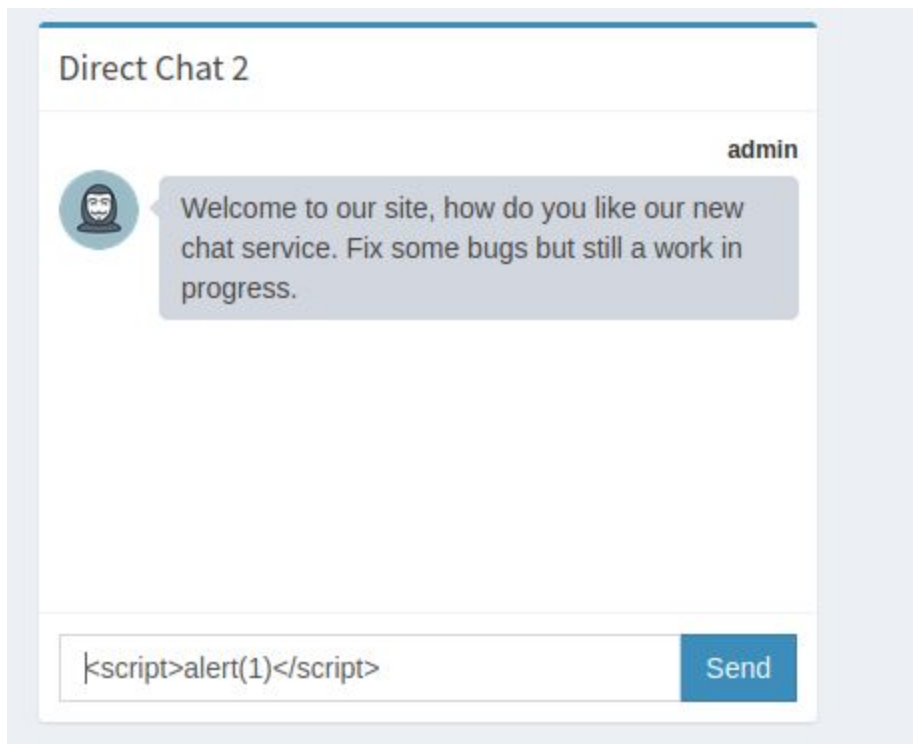 Direct Chat 2
admin
Welcome to our site, how do you like our new
chat service. Fix some bugs but still a work in
progress.
<script>alert(1)</script>
Send